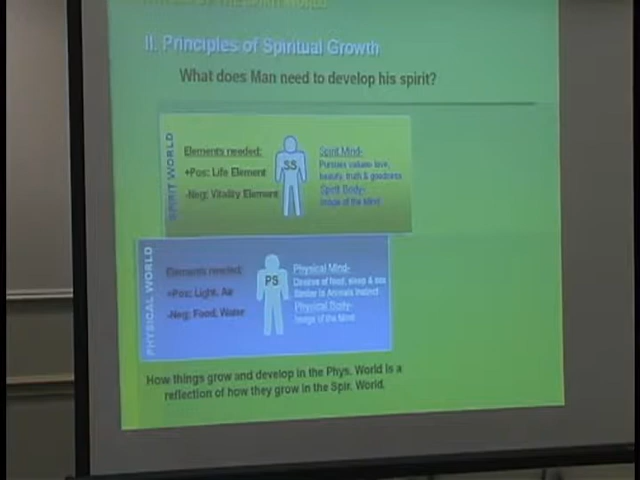 II. Principles of Spiritual Growth
What does Man need to develop his spirit?
SPIRIT WORLD
Elements needed:
+Pos: Life Element
-Neg: Vitality Element
SS
Spirit Mind-
Pursues values: love,
beauty, truth & goodness
Spirit Body-
Image of the Mind
PHYSICAL WORLD
Elements needed:
+Pos: Light, Air
-Neg: Food, Water
PS
Physical Mind-
Desires of food, sleep & sex
Similar to Animals Instinct
Physical Body-
Image of the Mind
How things grow and develop in the Phys. World is a
reflection of how they grow in the Spir. World.